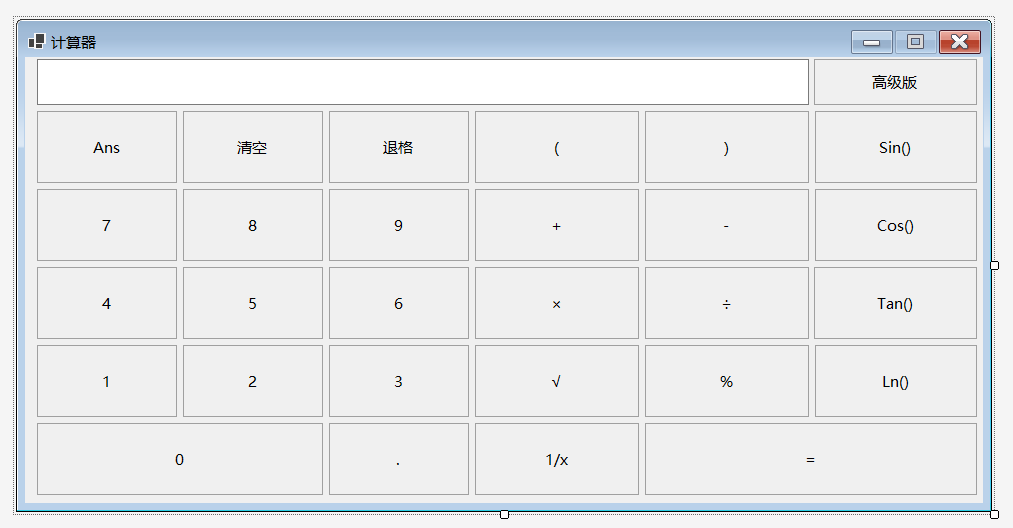 计算器
高级版
Ans 清空 退格 ( ) Sin()
7 8 9 + - Cos()
4 5 6 × ÷ Tan()
1 2 3 √ % Ln()
0 . 1/x =